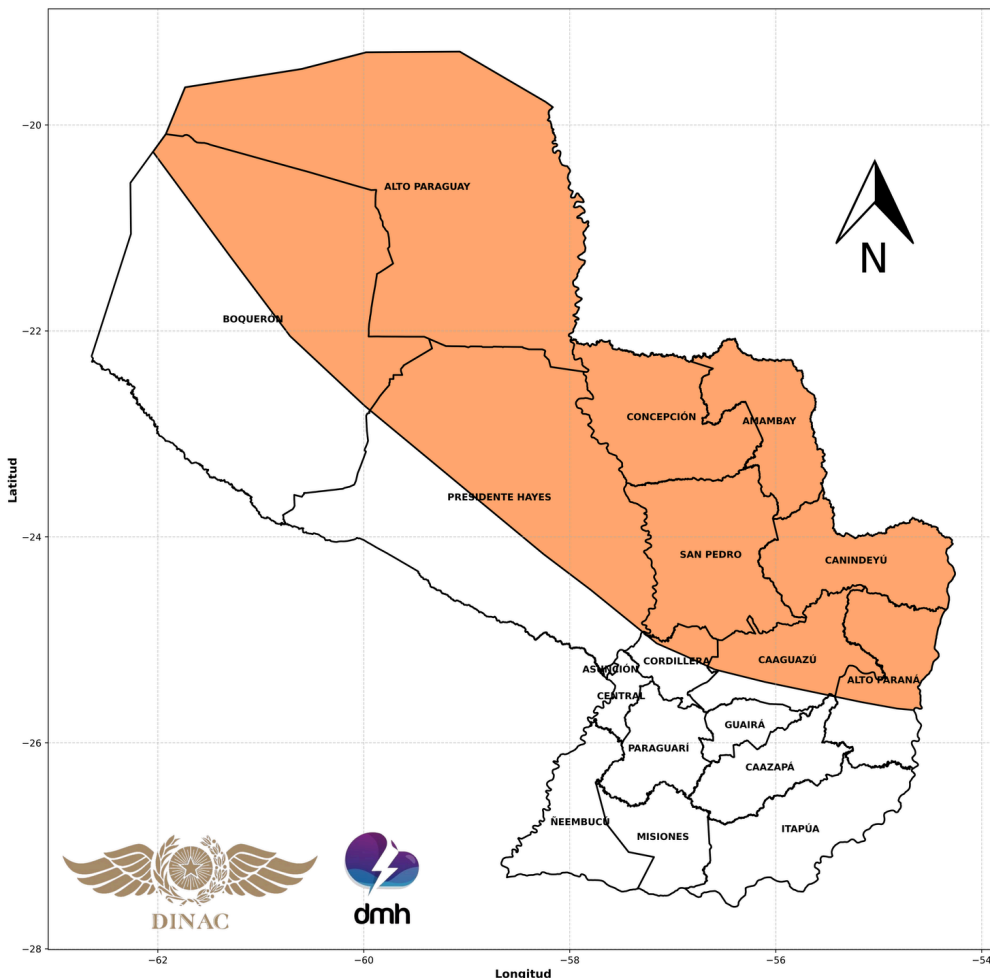 −20
ALTO PARAGUAY
N
BOQUERÓN
−22
CONCEPCIÓN
AMAMBAY
Latitud
PRESIDENTE HAYES
−24
SAN PEDRO
CANINDEYÚ
CORDILLERA
CAAGUAZÚ
ASUNCIÓN
ALTO PARANÁ
CENTRAL
GUAIRÁ
−26
PARAGUARÍ
CAAZAPÁ
ÑEEMBUCÚ
MISIONES
ITAPÚA
DINAC
dmh
−28
−62
−60
−58
−56
−54
Longitud